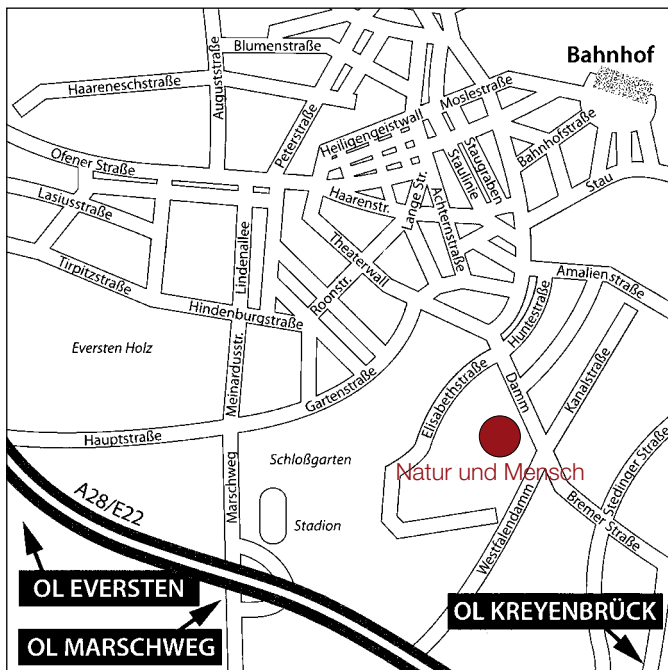 Blumenstraße
Bahnhof
Haareneschstraße
Auguststraße
Peterstraße
Moslestraße
Heiligengeistwall
Staugraben
Staulinie
Bahnhofstraße
Ofener Straße
Stau
Lasiusstraße
Haarenstr.
Lange Str.
Achternstraße
Lindenallee
Theaterwall
Tirpitzstraße
Roonstr.
Amalienstraße
Hindenburgstraße
Huntestraße
Eversten Holz
Meinardusstr.
Gartenstraße
Elisabethstraße
Damm
Kanalstraße
Hauptstraße
Schloßgarten
Natur und Mensch
Stedinger Straße
Marschweg
A28/E22
Stadion
Westfalendamm
Bremer Straße
OL EVERSTEN
OL KREYENBRÜCK
OL MARSCHWEG